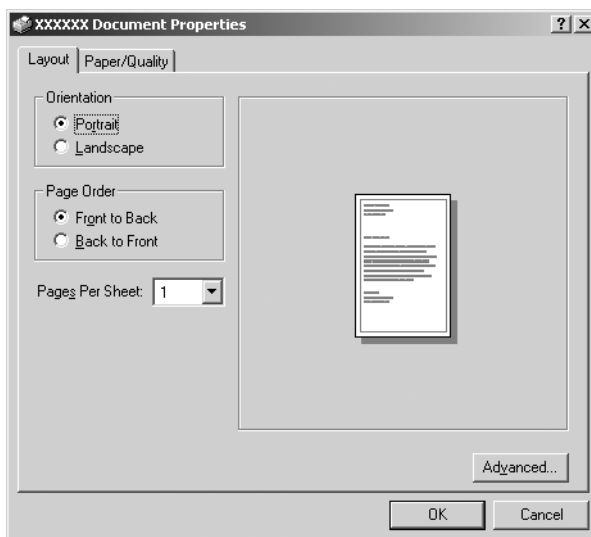 XXXXXX Document Properties
Layout
Paper/Quality
Orientation
Portrait
Landscape
Page Order
Front to Back
Back to Front
Pages Per Sheet: 1
Advanced...
OK Cancel